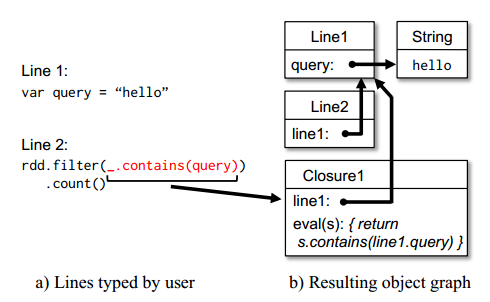 Line 1:
var query = “hello”
Line 2:
rdd.filter(_.contains(query))
.count()
a) Lines typed by user
Line1
query:
String
hello
Line2
line1:
Closure1
line1:
eval(s): { return
s.contains(line1.query) }
b) Resulting object graph